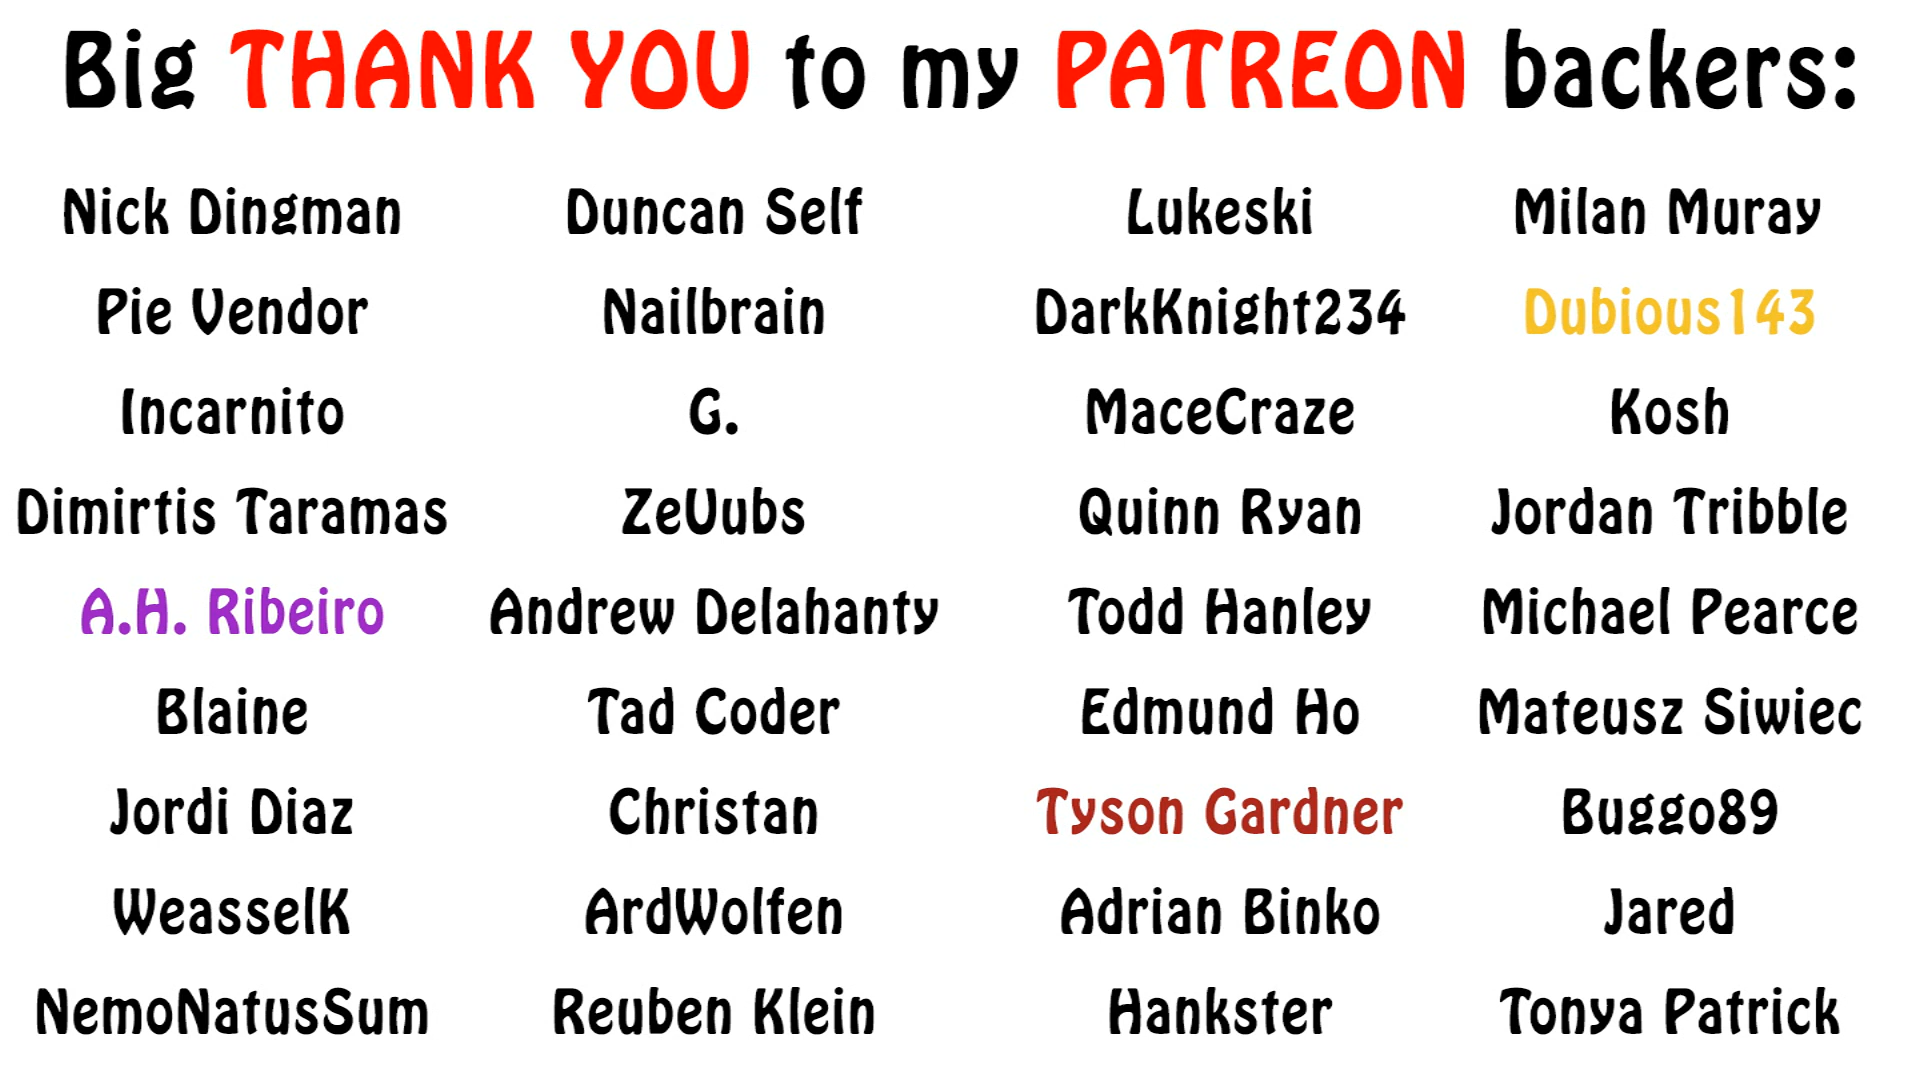 Big THANK YOU to my PATREON backers:
Nick Dingman Duncan Self Lukeski Milan Muray
Pie Vendor Nailbrain DarkKnight234 Dubious143
Incarnito G. MaceCraze Kosh
Dimirtis Taramas ZeUubs Quinn Ryan Jordan Tribble
A.H. Ribeiro Andrew Delahanty Todd Hanley Michael Pearce
Blaine Tad Coder Edmund Ho Mateusz Siwiec
Jordi Diaz Christan Tyson Gardner Buggo89
WeasselK ArdWolfen Adrian Binko Jared
NemoNatusSum Reuben Klein Hankster Tonya Patrick